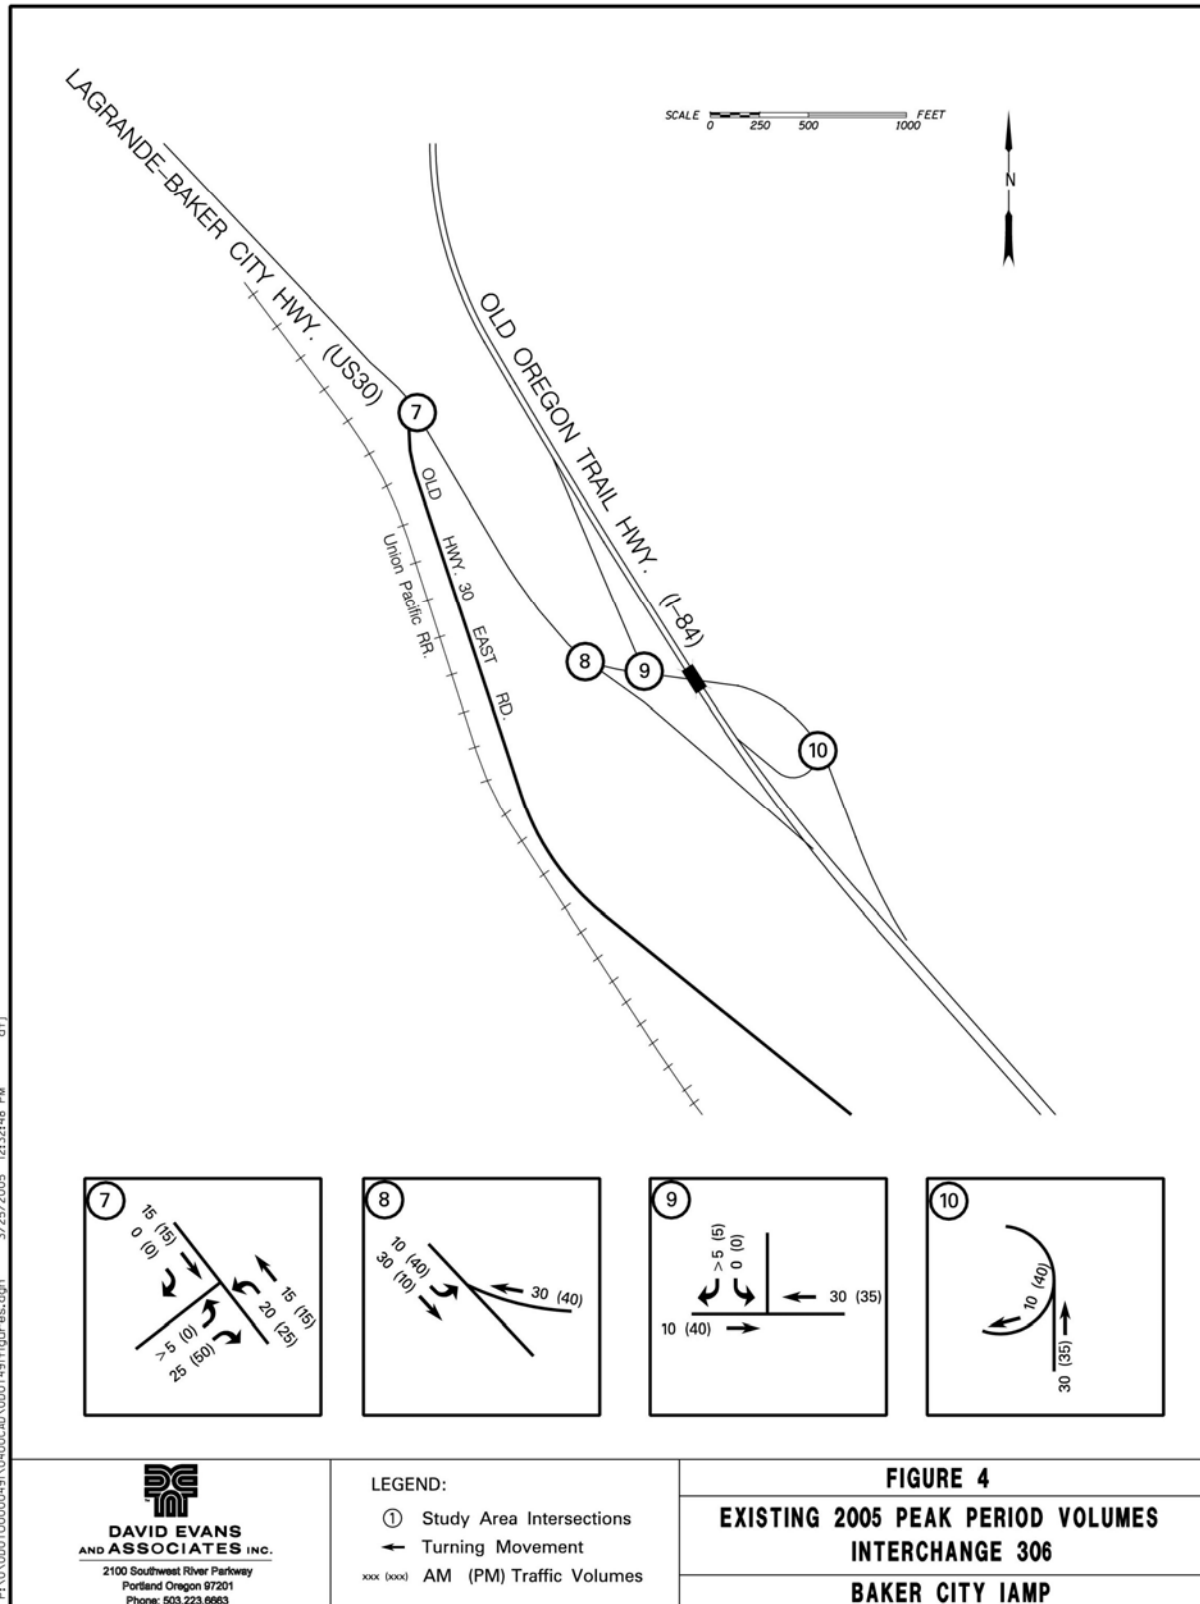 LAGRANDE-BAKER CITY HWY. (US30)
SCALE 0 250 500 1000 FEET
N
OLD OREGON TRAIL HWY. (I-84)
7
OLD HWY. 30 EAST RD.
Union Pacific RR.
8
9
10
7
15 (15)
0 (0)
15 (15)
20 (25)
> 5 (0)
25 (50)
8
10 (40)
30 (10)
30 (40)
9
> 5 (5)
0 (0)
30 (35)
10 (40)
10
10 (40)
30 (35)
DAVID EVANS
AND ASSOCIATES INC.
2100 Southwest River Parkway
Portland Oregon 97201
Phone: 503.223.6663
LEGEND:
1 Study Area Intersections
Turning Movement
xxx (xxx) AM (PM) Traffic Volumes
FIGURE 4
EXISTING 2005 PEAK PERIOD VOLUMES
INTERCHANGE 306
BAKER CITY IAMP